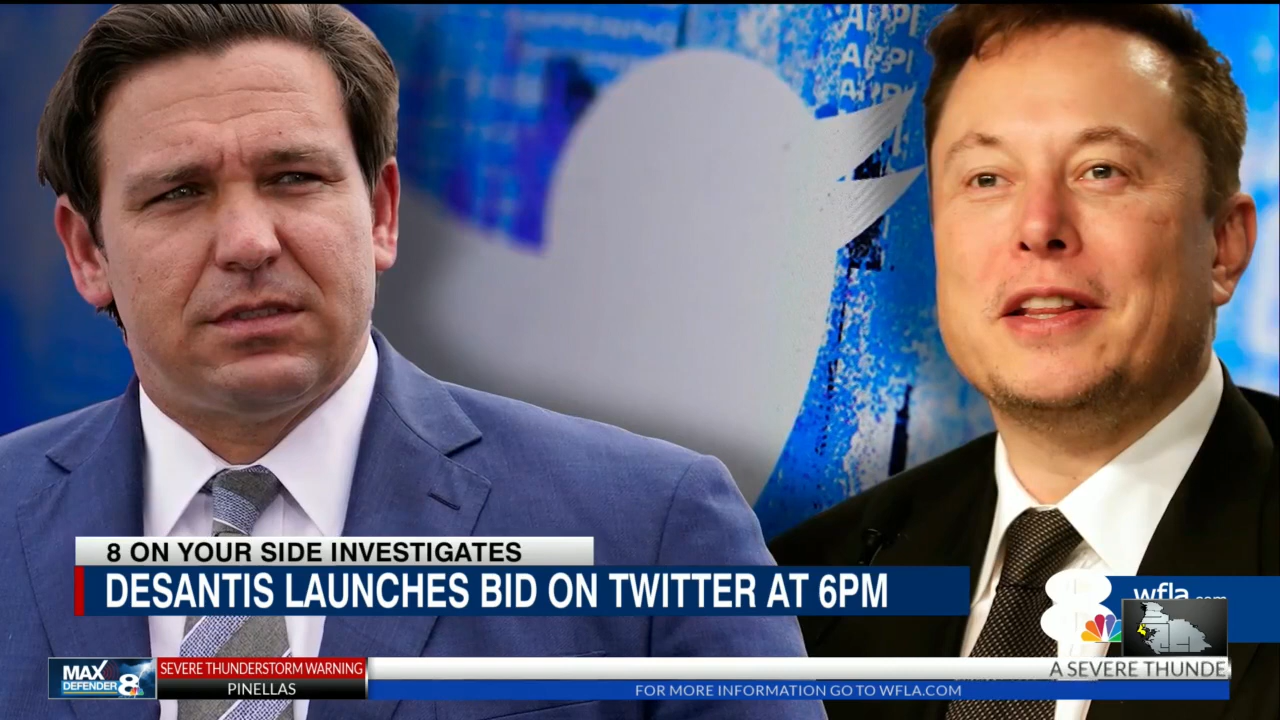 8 ON YOUR SIDE INVESTIGATES
DESANTIS LAUNCHES BID ON TWITTER AT 6PM
8
wfla.com
MAX
DEFENDER 8
SEVERE THUNDERSTORM WARNING
PINELLAS
A SEVERE THUNDE
FOR MORE INFORMATION GO TO WFLA.COM